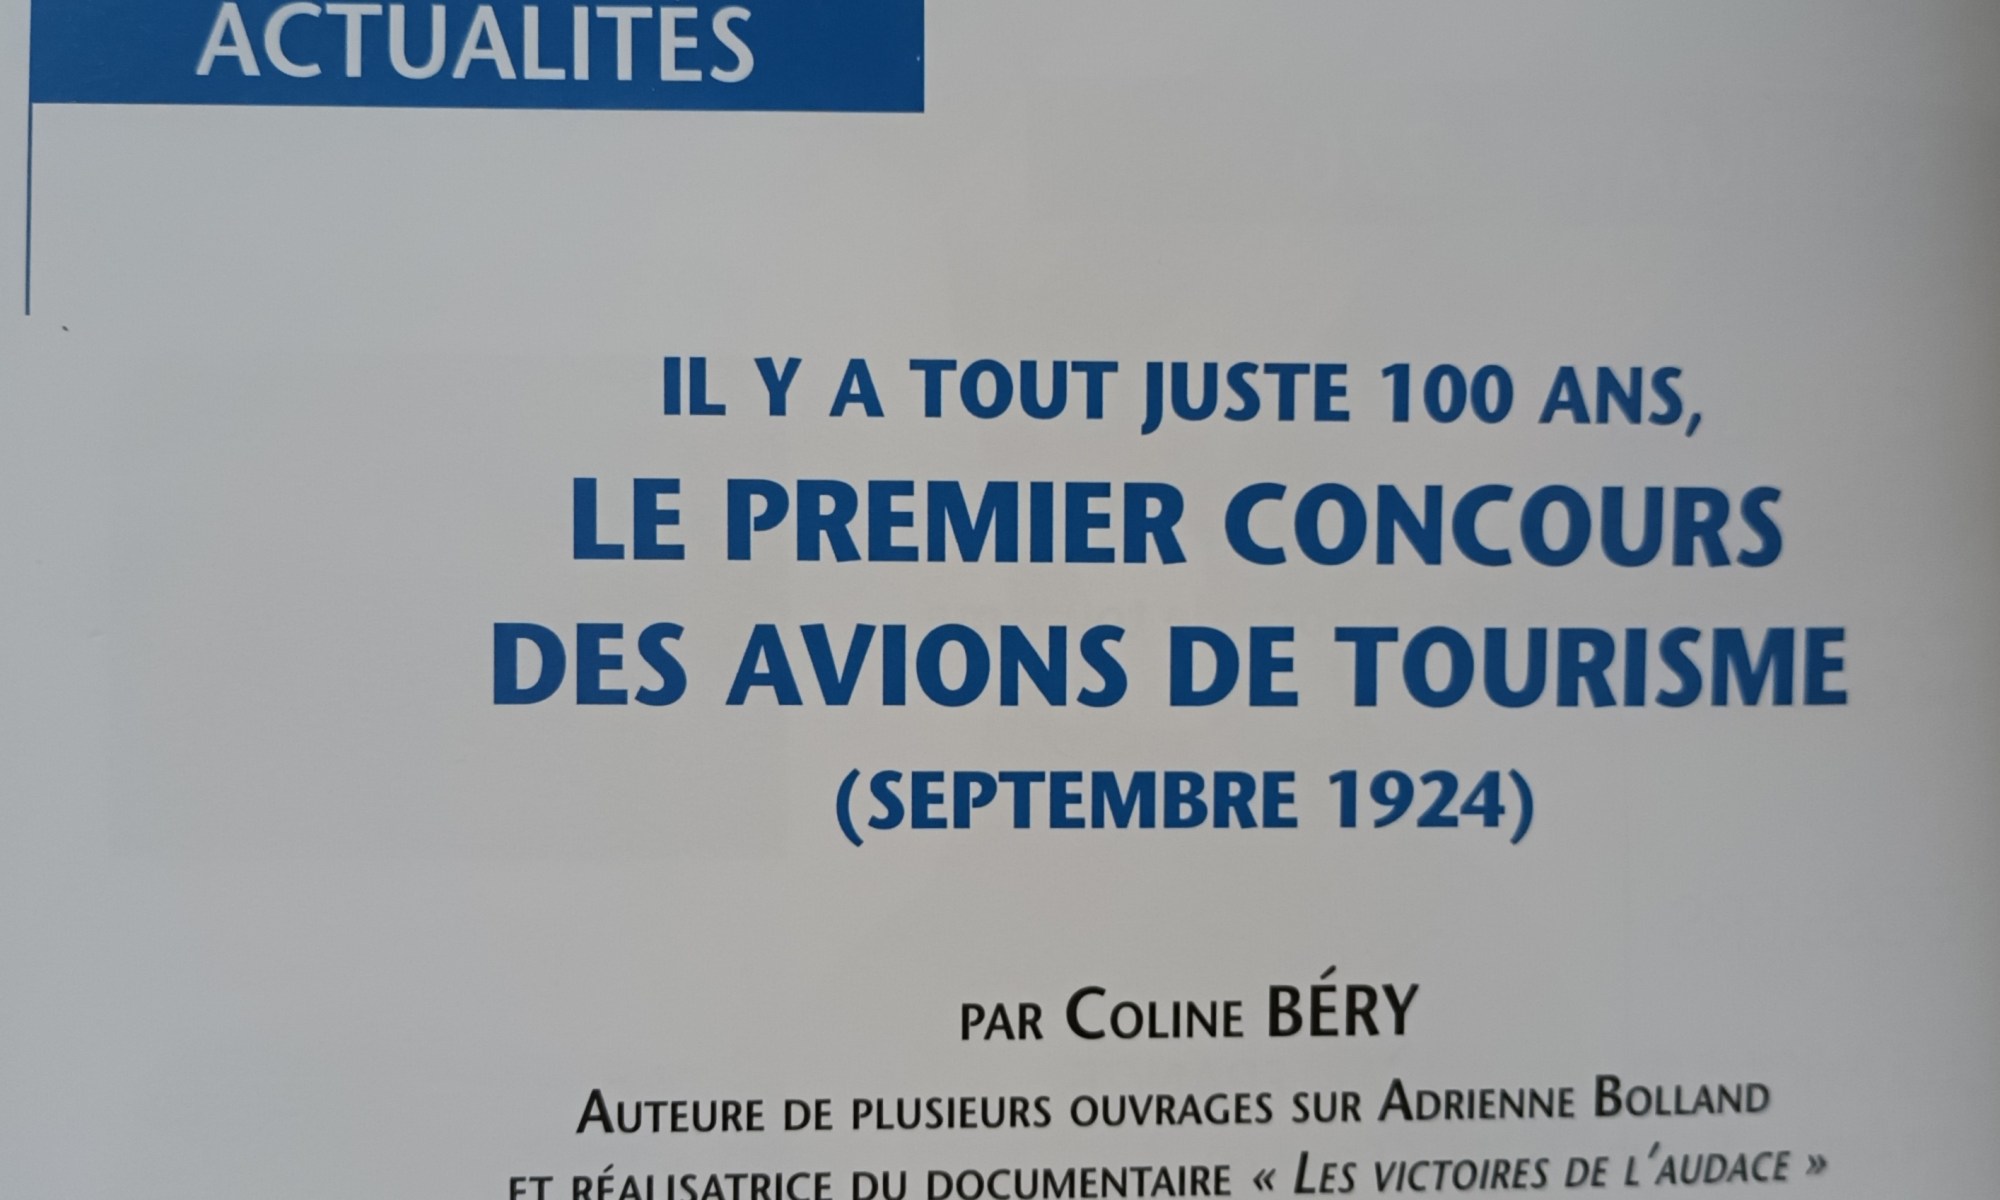 ACTUALITÉS
IL Y A TOUT JUSTE 100 ANS,
LE PREMIER CONCOURS
DES AVIONS DE TOURISME
(SEPTEMBRE 1924)
PAR COLINE BÉRY
AUTEURE DE PLUSIEURS OUVRAGES SUR ADRIENNE BOLLAND
ET RÉALISATRICE DU DOCUMENTAIRE « LES VICTOIRES DE L'AUDACE »